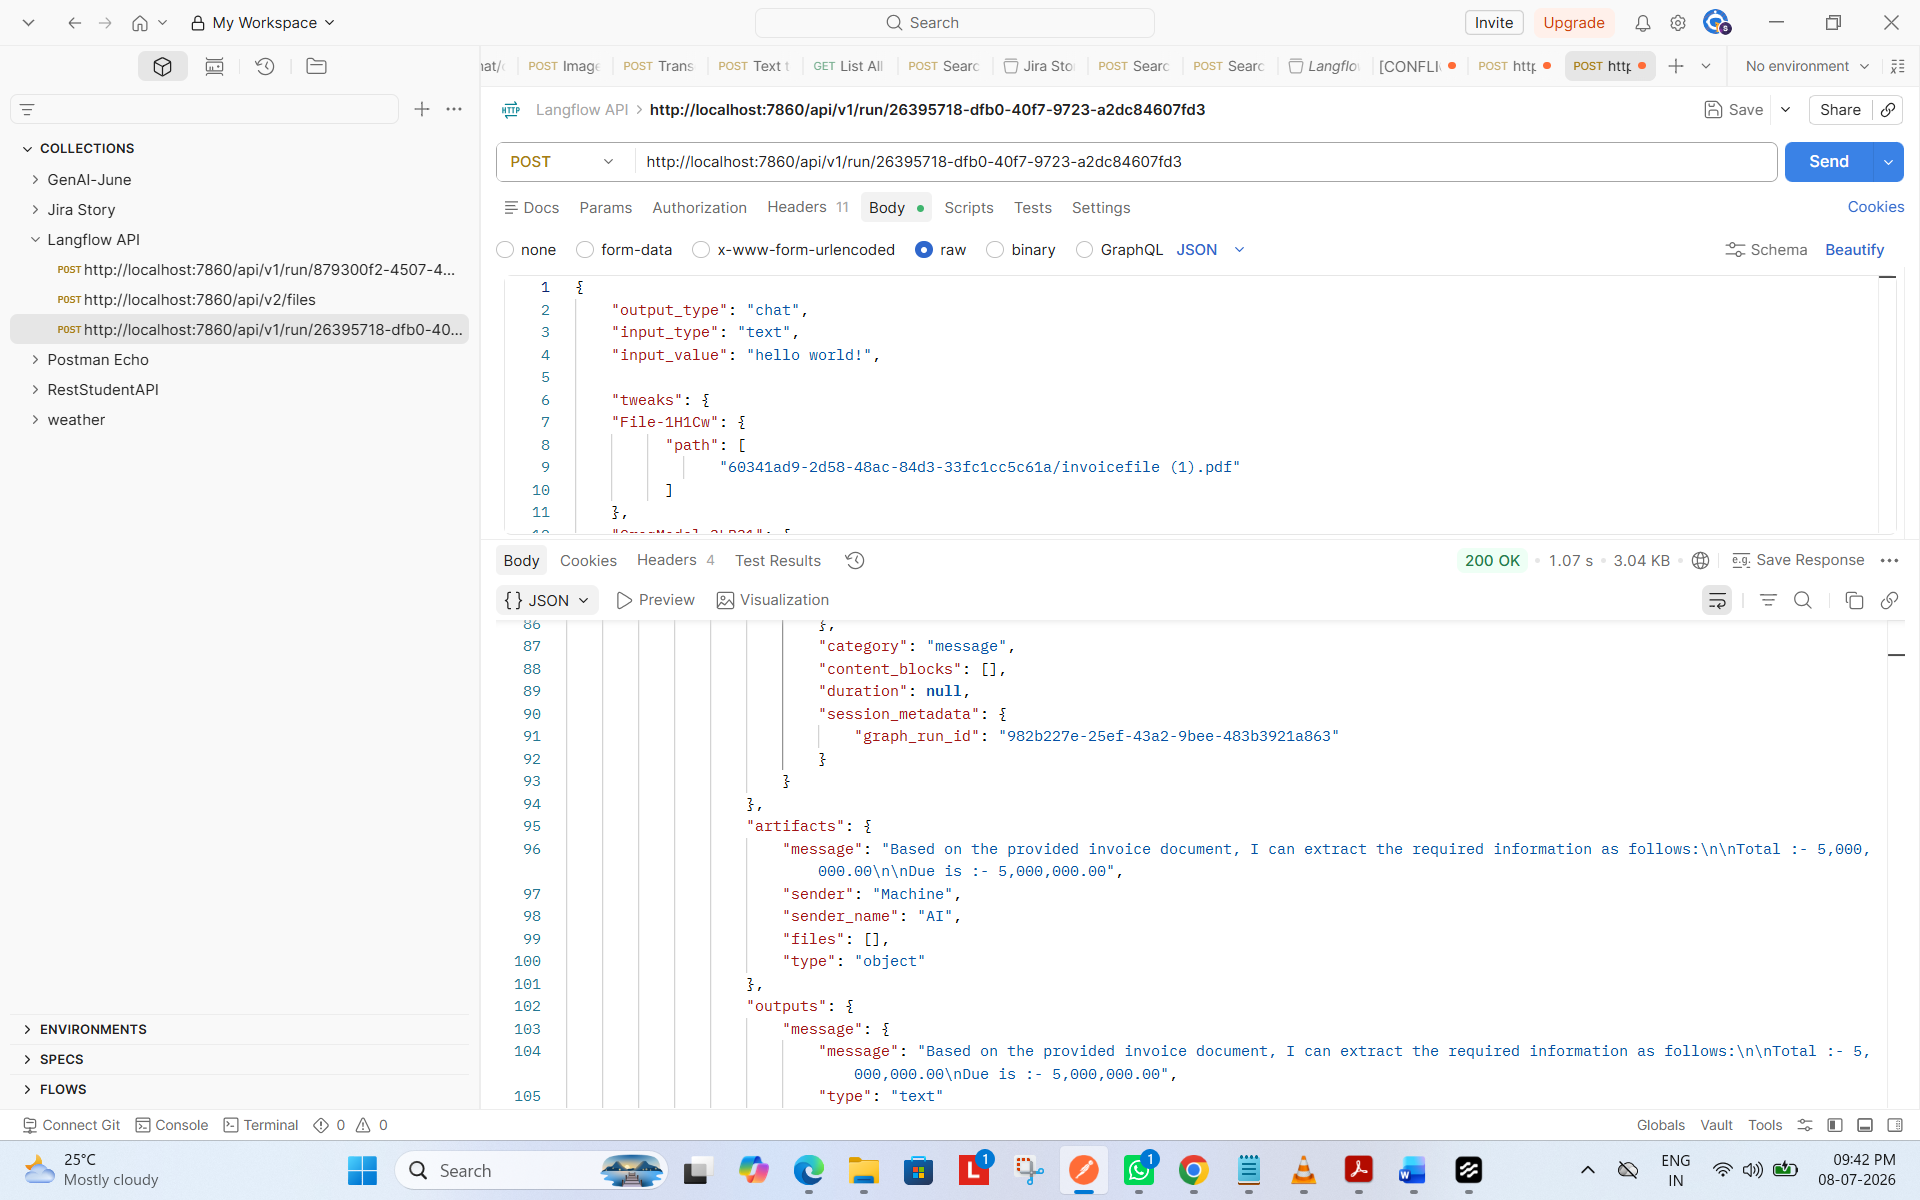 My Workspace
Search
Invite
Upgrade
POST Image
POST Trans
POST Text t
GET List All
POST Searc
Jira Sto
POST Searc
POST Searc
Langflo
[CONFLI
POST http
POST http
No environment
COLLECTIONS
GenAI-June
Jira Story
Langflow API
POST http://localhost:7860/api/v1/run/879300f2-4507-4...
POST http://localhost:7860/api/v2/files
POST http://localhost:7860/api/v1/run/26395718-dfb0-40...
Postman Echo
RestStudentAPI
weather
ENVIRONMENTS
SPECS
FLOWS
HTTP Langflow API > http://localhost:7860/api/v1/run/26395718-dfb0-40f7-9723-a2dc84607fd3
Save
Share
POST http://localhost:7860/api/v1/run/26395718-dfb0-40f7-9723-a2dc84607fd3
Send
Docs Params Authorization Headers 11 Body Scripts Tests Settings
Cookies
none form-data x-www-form-urlencoded raw binary GraphQL JSON
Schema Beautify
1 {
2 "output_type": "chat",
3 "input_type": "text",
4 "input_value": "hello world!",
5
6 "tweaks": {
7 "File-1H1Cw": {
8 "path": [
9 "60341ad9-2d58-48ac-84d3-33fc1cc5c61a/invoicefile (1).pdf"
10 ]
11 },
Body Cookies Headers 4 Test Results
200 OK 1.07 s 3.04 KB
e.g. Save Response
{} JSON Preview Visualization
86 },
87 "category": "message",
88 "content_blocks": [],
89 "duration": null,
90 "session_metadata": {
91 "graph_run_id": "982b227e-25ef-43a2-9bee-483b3921a863"
92 }
93 }
94 },
95 "artifacts": {
96 "message": "Based on the provided invoice document, I can extract the required information as follows:\n\nTotal :- 5,000,
000.00\n\nDue is :- 5,000,000.00",
97 "sender": "Machine",
98 "sender_name": "AI",
99 "files": [],
100 "type": "object"
101 },
102 "outputs": {
103 "message": {
104 "message": "Based on the provided invoice document, I can extract the required information as follows:\n\nTotal :- 5,
000,000.00\nDue is :- 5,000,000.00",
105 "type": "text"
Connect Git Console Terminal 0 0
Globals Vault Tools
25°C
Mostly cloudy
Search
1
1
ENG
IN
09:42 PM
08-07-2026